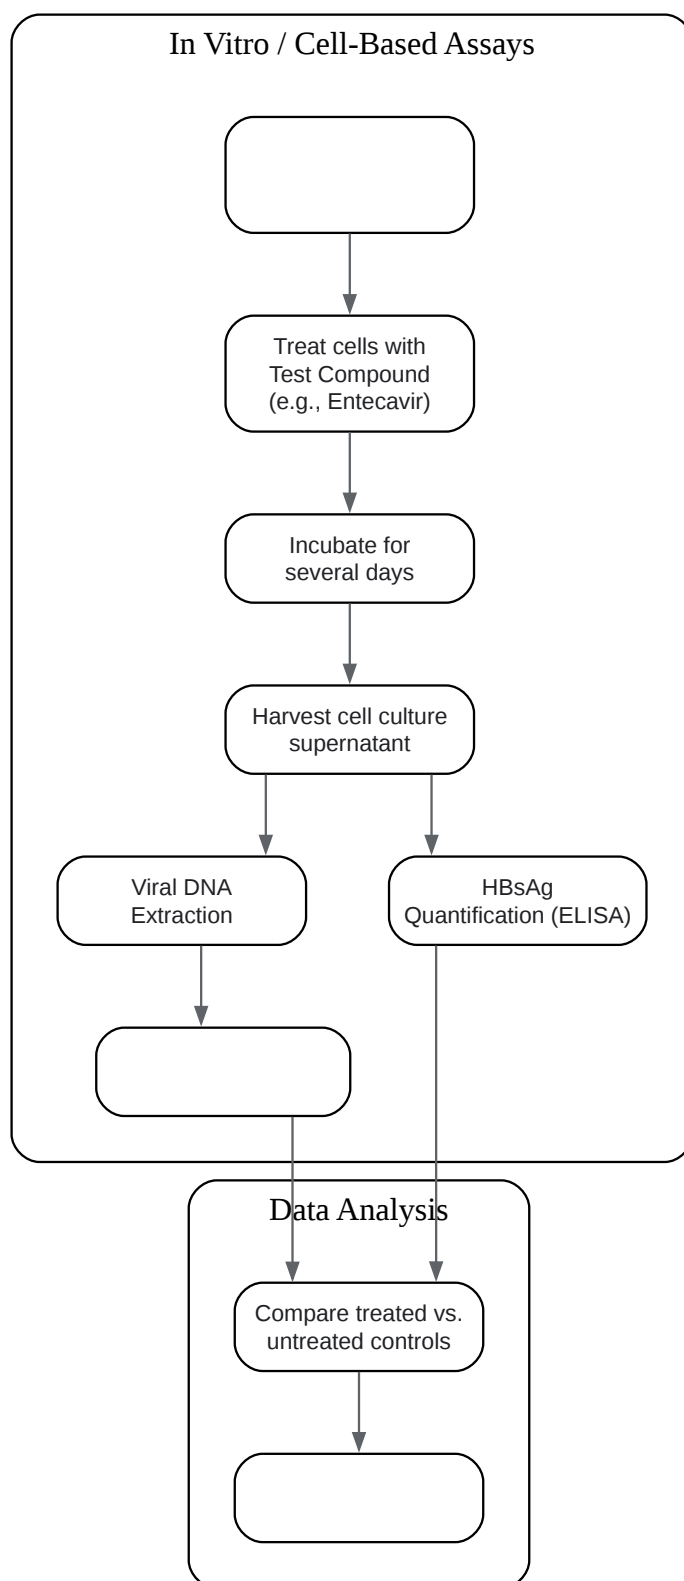 In Vitro / Cell-Based Assays
Treat cells with
Test Compound
(e.g., Entecavir)
Incubate for
several days
Harvest cell culture
supernatant
Viral DNA
Extraction
HBsAg
Quantification (ELISA)
Data Analysis
Compare treated vs.
untreated controls